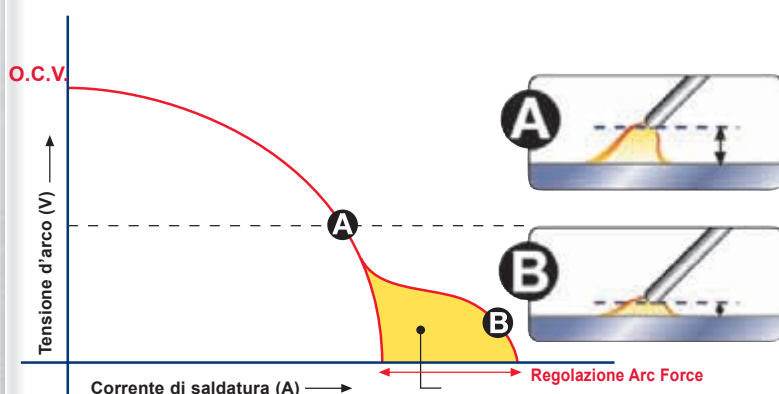 O.C.V.
Tensione d'arco (V)
A
B
A
B
Regolazione Arc Force
Corrente di saldatura (A)